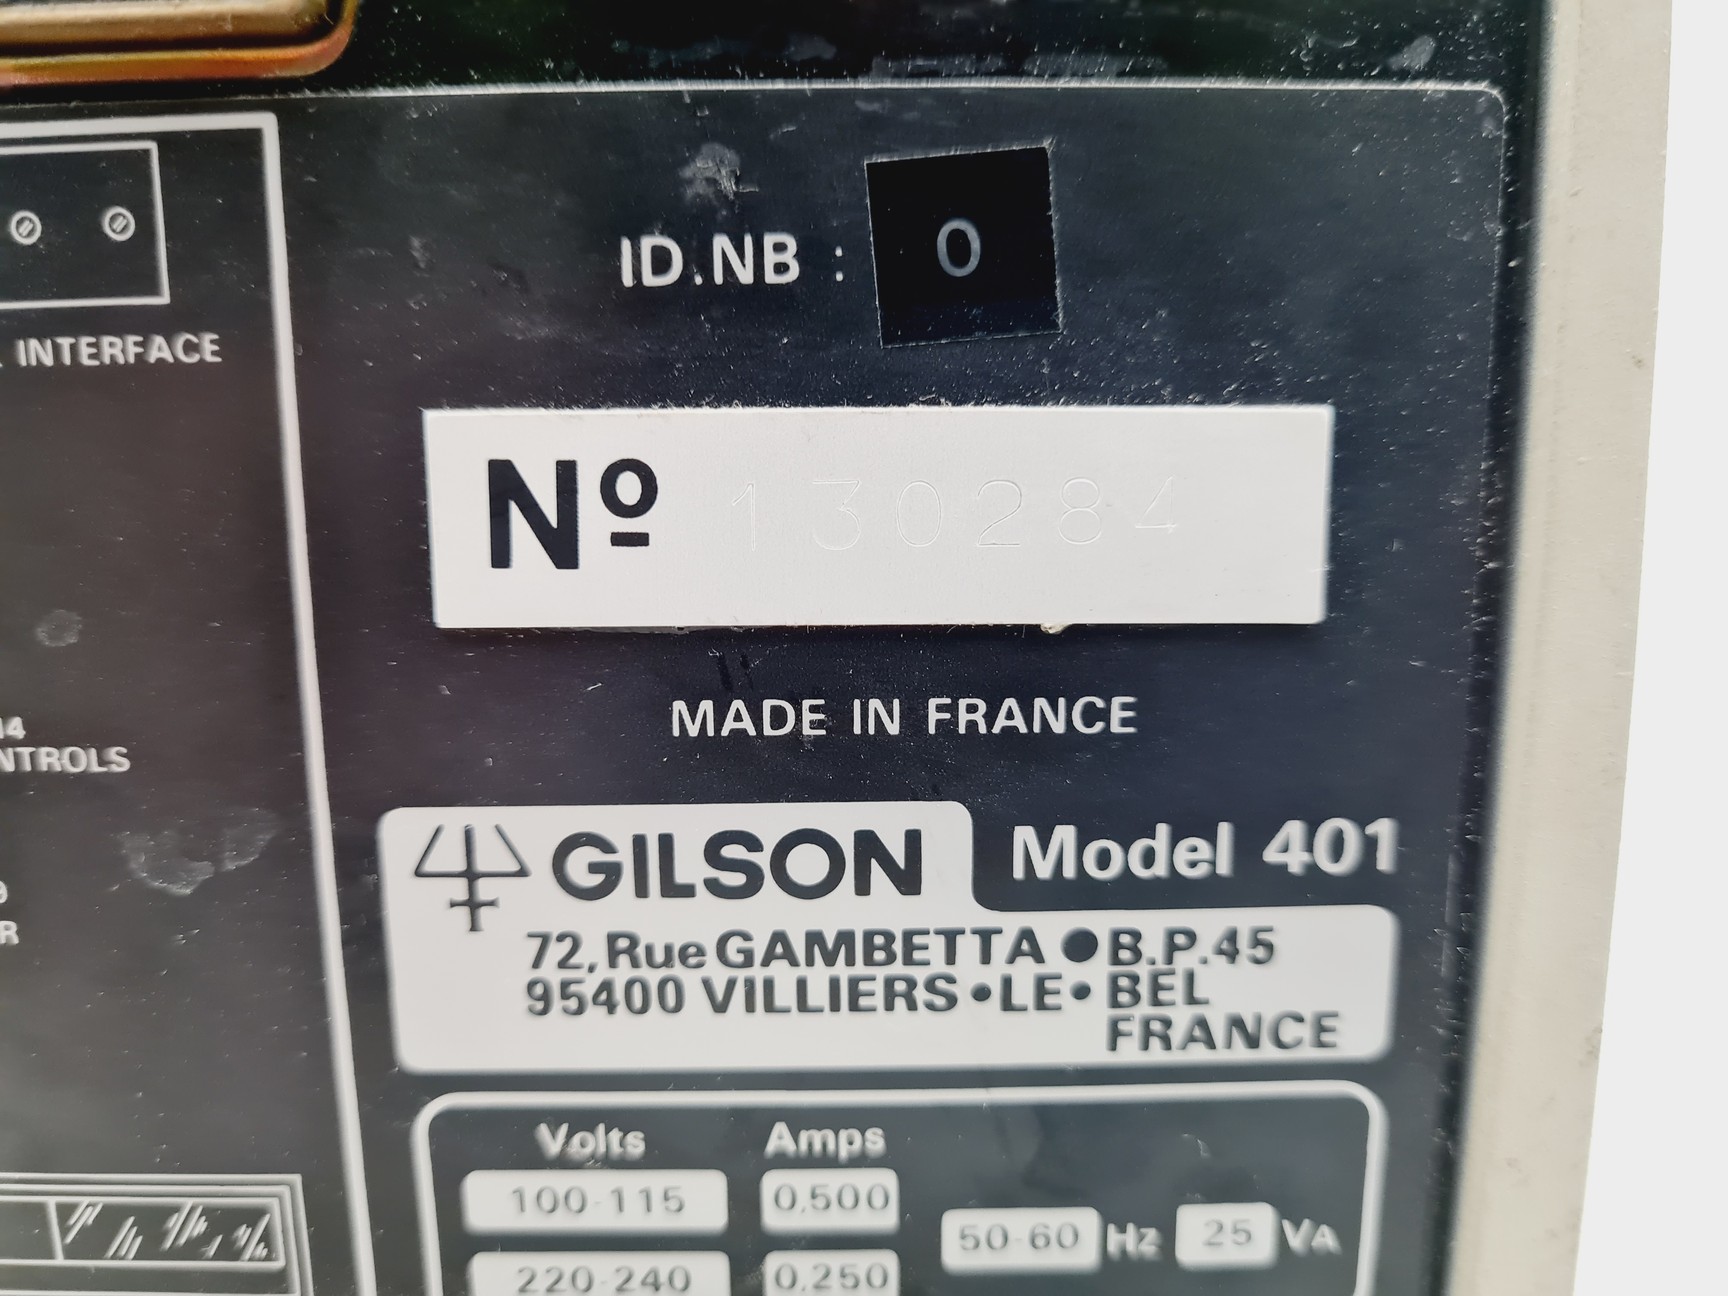 ID.NB : 0
INTERFACE
Nº 130284
MADE IN FRANCE
14
NTROLS
GILSON Model 401
72, Rue GAMBETTA ● B.P.45
95400 VILLIERS • LE • BEL
FRANCE
Volts Amps
100-115 0,500
50-60 Hz 25 VA
220-240 0,250